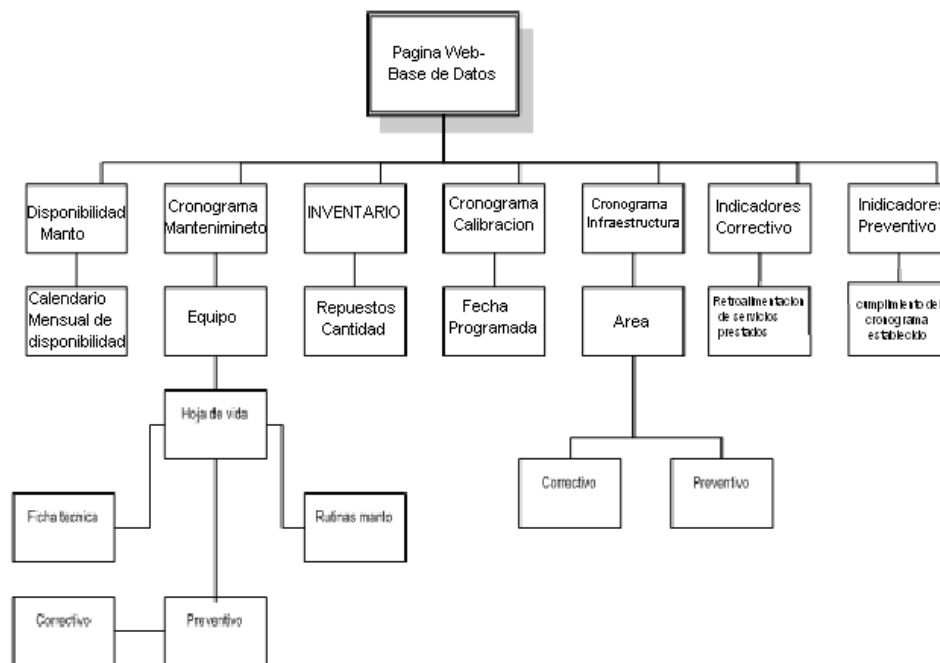 Pagina Web-
Base de Datos
Disponibilidad
Manto
Cronograma
Mantenimineto
INVENTARIO
Cronograma
Calibracion
Cronograma
Infraestructura
Indicadores
Correctivo
Inidicadores
Preventivo
Calendario
Mensual de
disponibilidad
Equipo
Repuestos
Cantidad
Fecha
Programada
Area
Retroalimentacion
de servicios
prestados
cumplimiento del
cronograma
establecido
Hoja de vida
Correctivo
Preventivo
Ficha tecnica
Rutinas manto
Correctivo
Preventivo